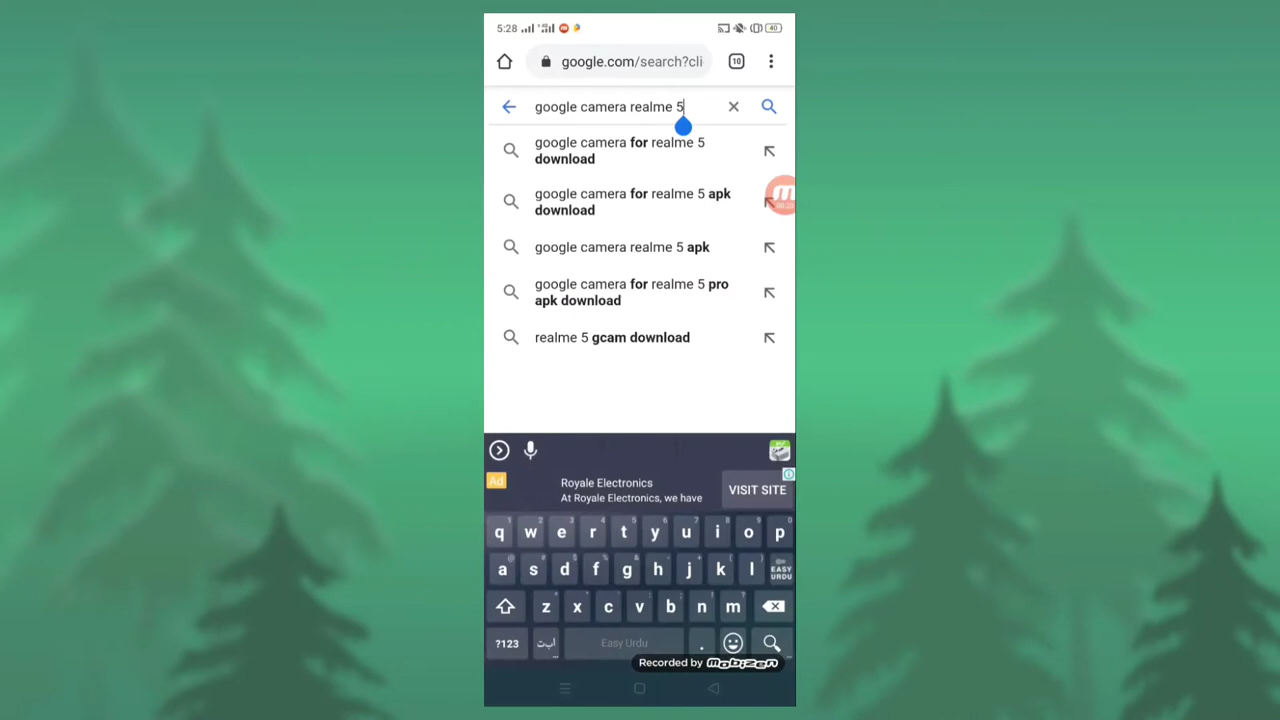 5:28
40
google.com/search?cli
10
google camera realme 5
google camera for realme 5
download
google camera for realme 5 apk
download
google camera realme 5 apk
google camera for realme 5 pro
apk download
realme 5 gcam download
Ad
Royale Electronics
At Royale Electronics, we have
VISIT SITE
q w e r t y u i o p
a s d f g h j k l EASY URDU
z x c v b n m
?123 ا ب ت Easy Urdu .
Recorded by mobizen